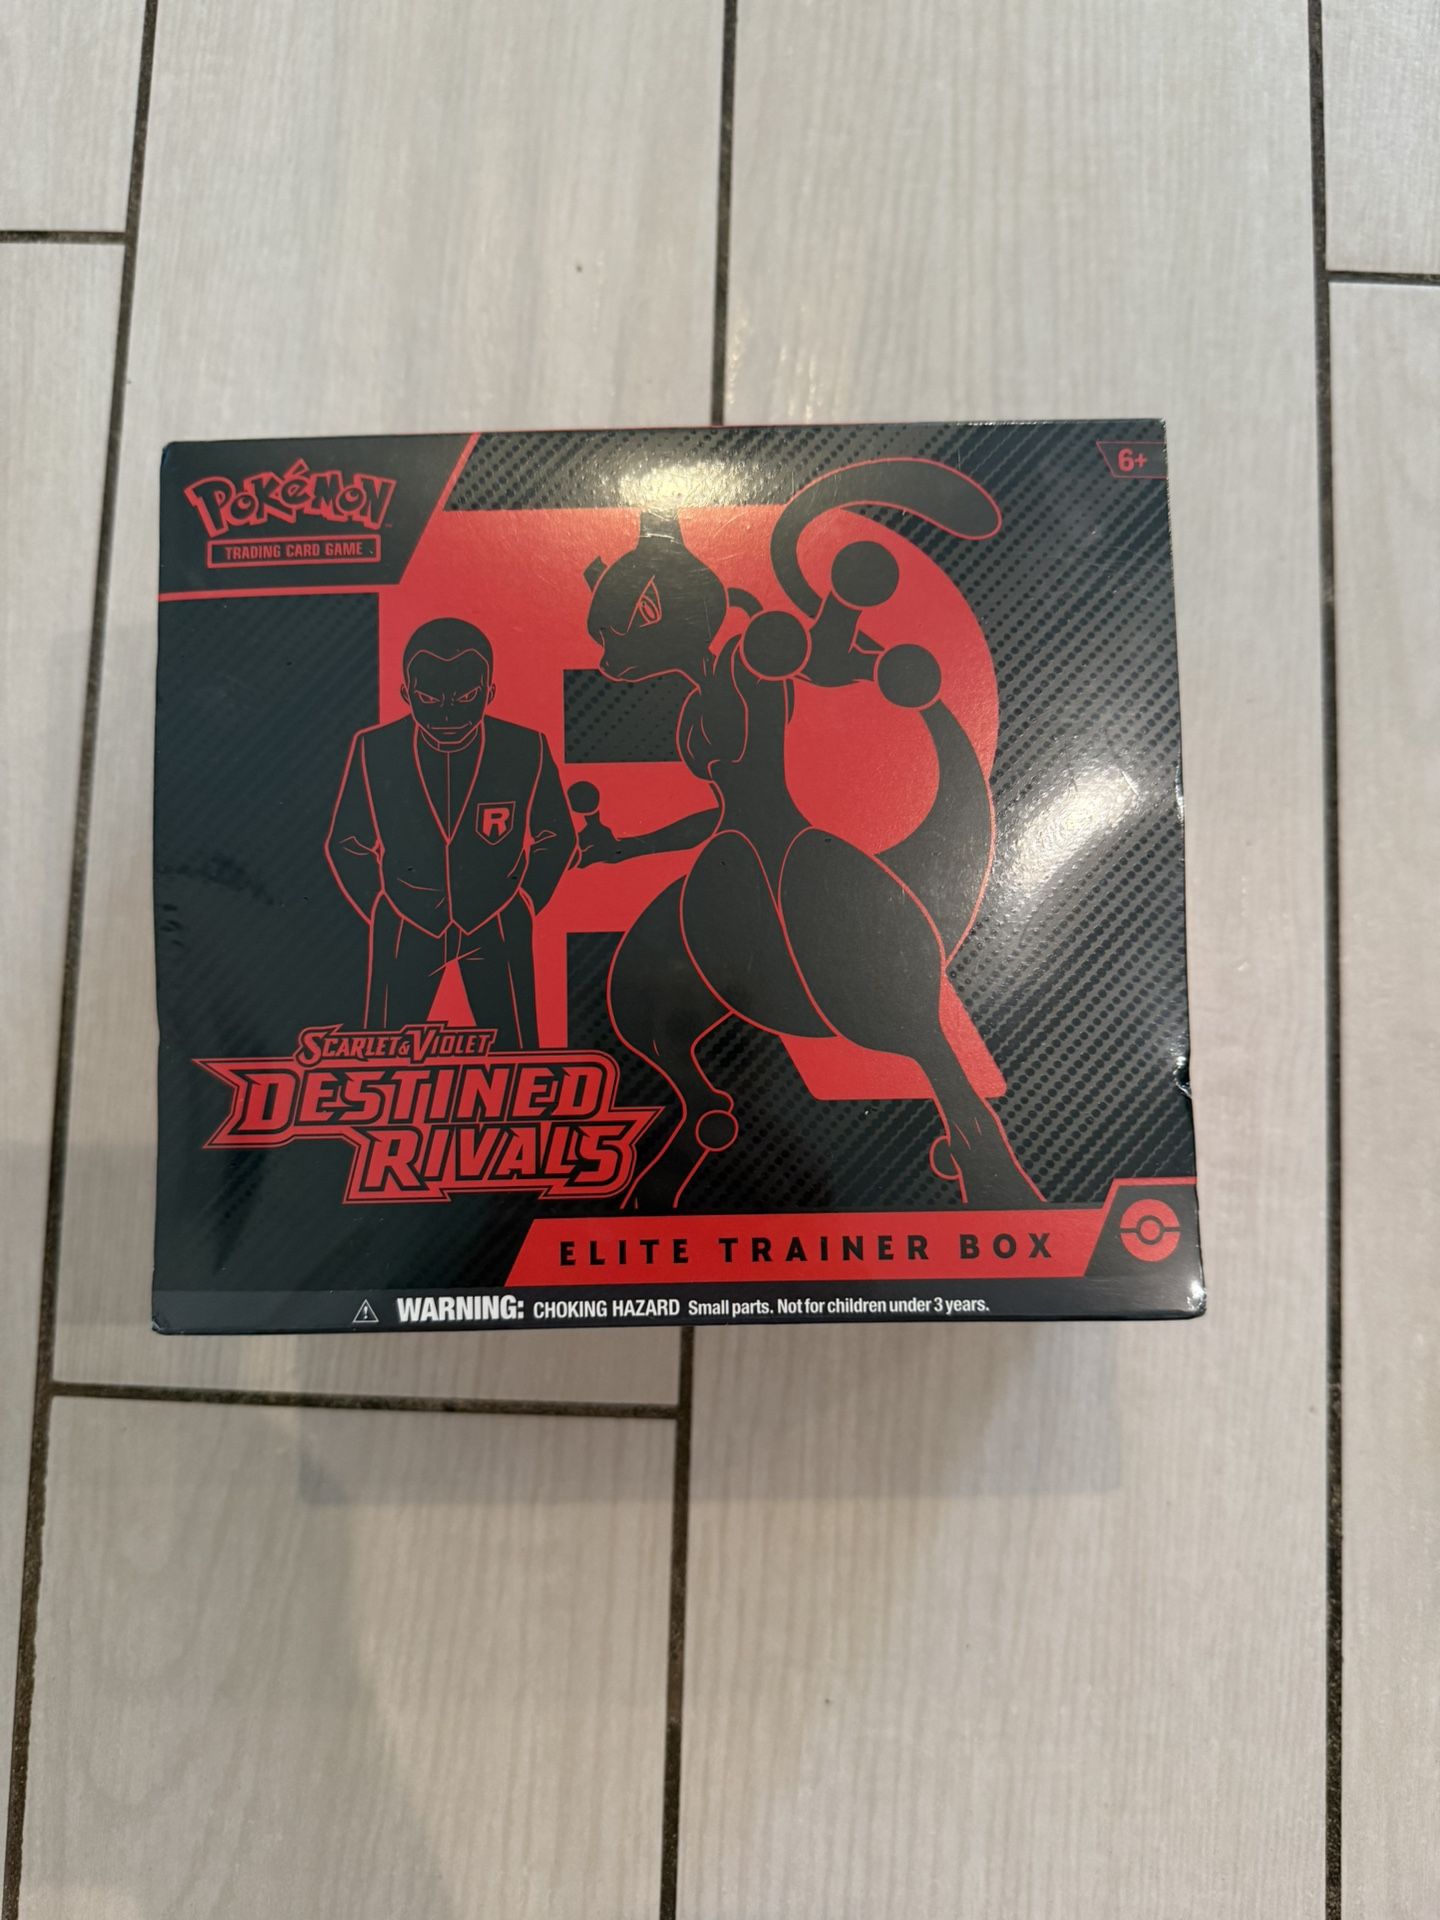 POKéMON
TRADING CARD GAME
6+
R
SCARLET & VIOLET
DESTINED
RIVALS
ELITE TRAINER BOX
WARNING: CHOKING HAZARD Small parts. Not for children under 3 years.